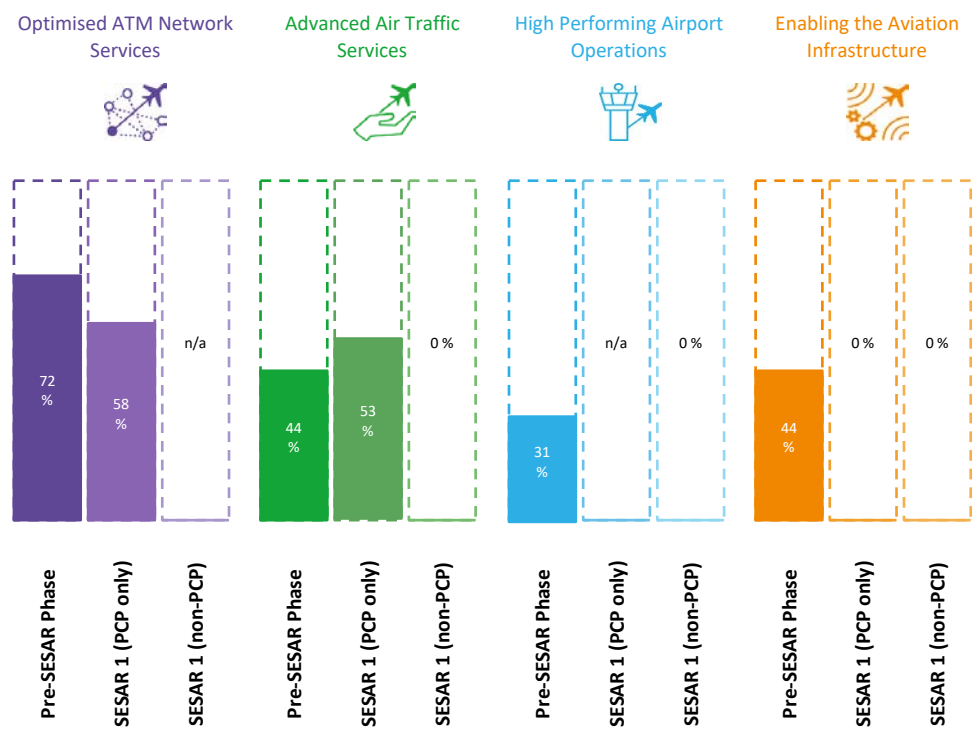 Optimised ATM Network
Services
Advanced Air Traffic
Services
High Performing Airport
Operations
Enabling the Aviation
Infrastructure
72
%
58
%
n/a
44
%
53
%
0 %
31
%
n/a
0 %
44
%
0 %
0 %
Pre-SESAR Phase
SESAR 1 (PCP only)
SESAR 1 (non-PCP)
Pre-SESAR Phase
SESAR 1 (PCP only)
SESAR 1 (non-PCP)
Pre-SESAR Phase
SESAR 1 (PCP only)
SESAR 1 (non-PCP)
Pre-SESAR Phase
SESAR 1 (PCP only)
SESAR 1 (non-PCP)